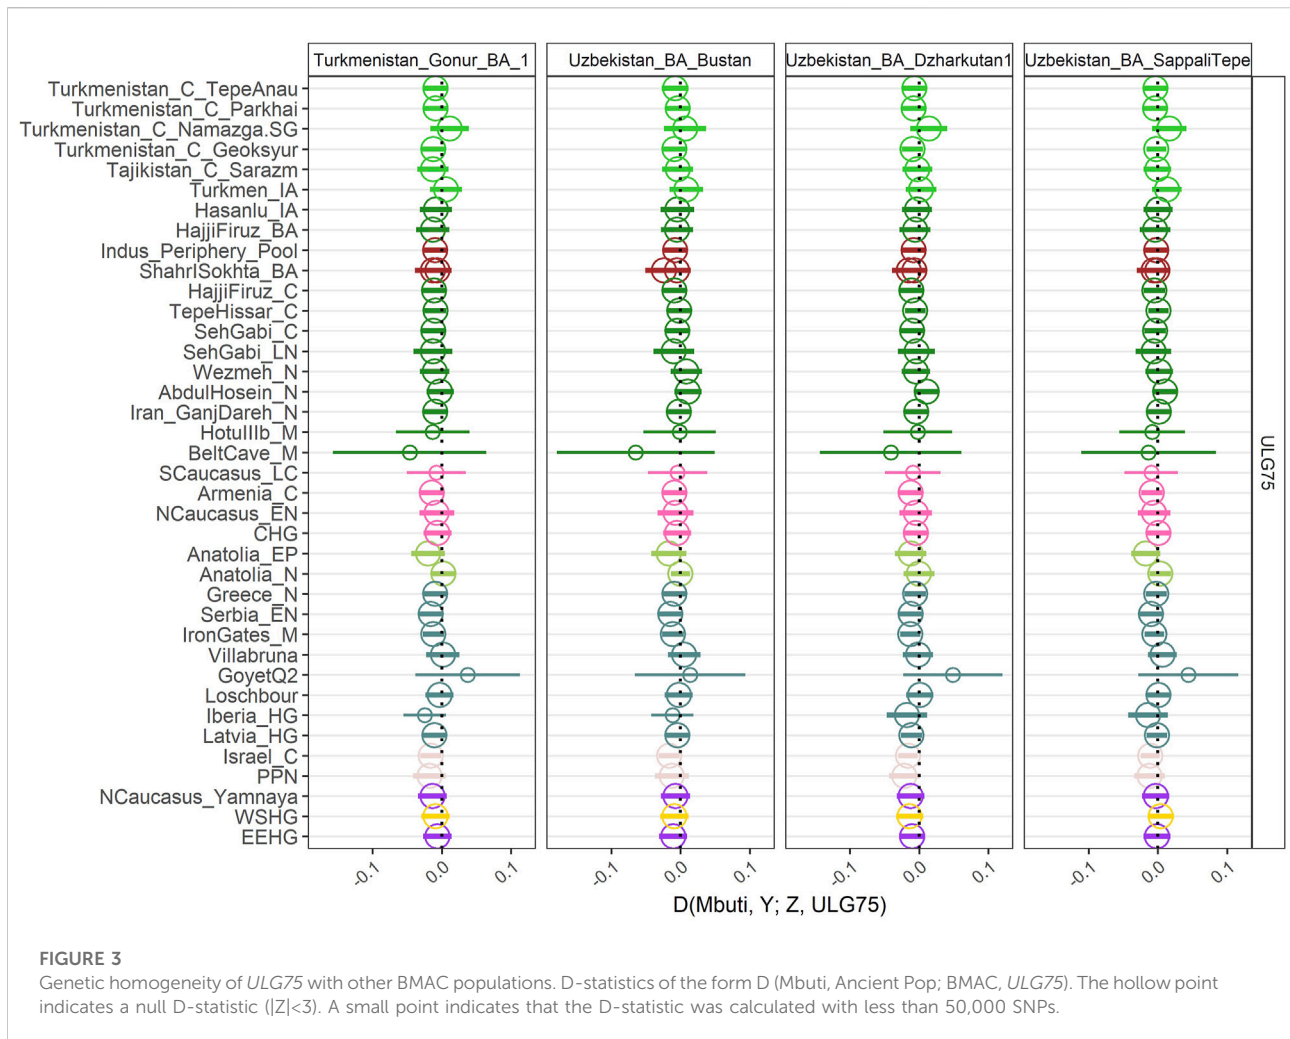 Turkmenistan_Gonur_BA_1 Uzbekistan_BA_Bustan Uzbekistan_BA_Dzharkutan1 Uzbekistan_BA_SappaliTepe
Turkmenistan_C_TepeAnau
Turkmenistan_C_Parkhai
Turkmenistan_C_Namazga.SG
Turkmenistan_C_Geoksyur
Tajikistan_C_Sarazm
Turkmen_IA
Hasanlu_IA
HajjiFiruz_BA
Indus_Periphery_Pool
ShahrISokhta_BA
HajjiFiruz_C
TepeHissar_C
SehGabi_C
SehGabi_LN
Wezmeh_N
AbdulHosein_N
Iran_GanjDareh_N
HotuIIIb_M
BeltCave_M
SCaucasus_LC
Armenia_C
NCaucasus_EN
CHG
Anatolia_EP
Anatolia_N
Greece_N
Serbia_EN
IronGates_M
Villabruna
GoyetQ2
Loschbour
Iberia_HG
Latvia_HG
Israel_C
PPN
NCaucasus_Yamnaya
WSHG
EEHG
ULG75
-0.1 0.0 0.1 -0.1 0.0 0.1 -0.1 0.0 0.1 -0.1 0.0 0.1
D(Mbuti, Y; Z, ULG75)
FIGURE 3
Genetic homogeneity of ULG75 with other BMAC populations. D-statistics of the form D (Mbuti, Ancient Pop; BMAC, ULG75). The hollow point
indicates a null D-statistic (|Z|<3). A small point indicates that the D-statistic was calculated with less than 50,000 SNPs.